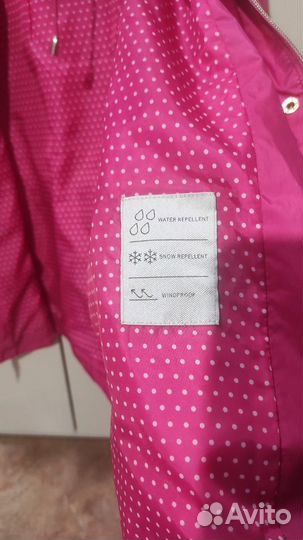 WATER REPELLENT
SNOW REPELLENT
WINDPROOF
Avito